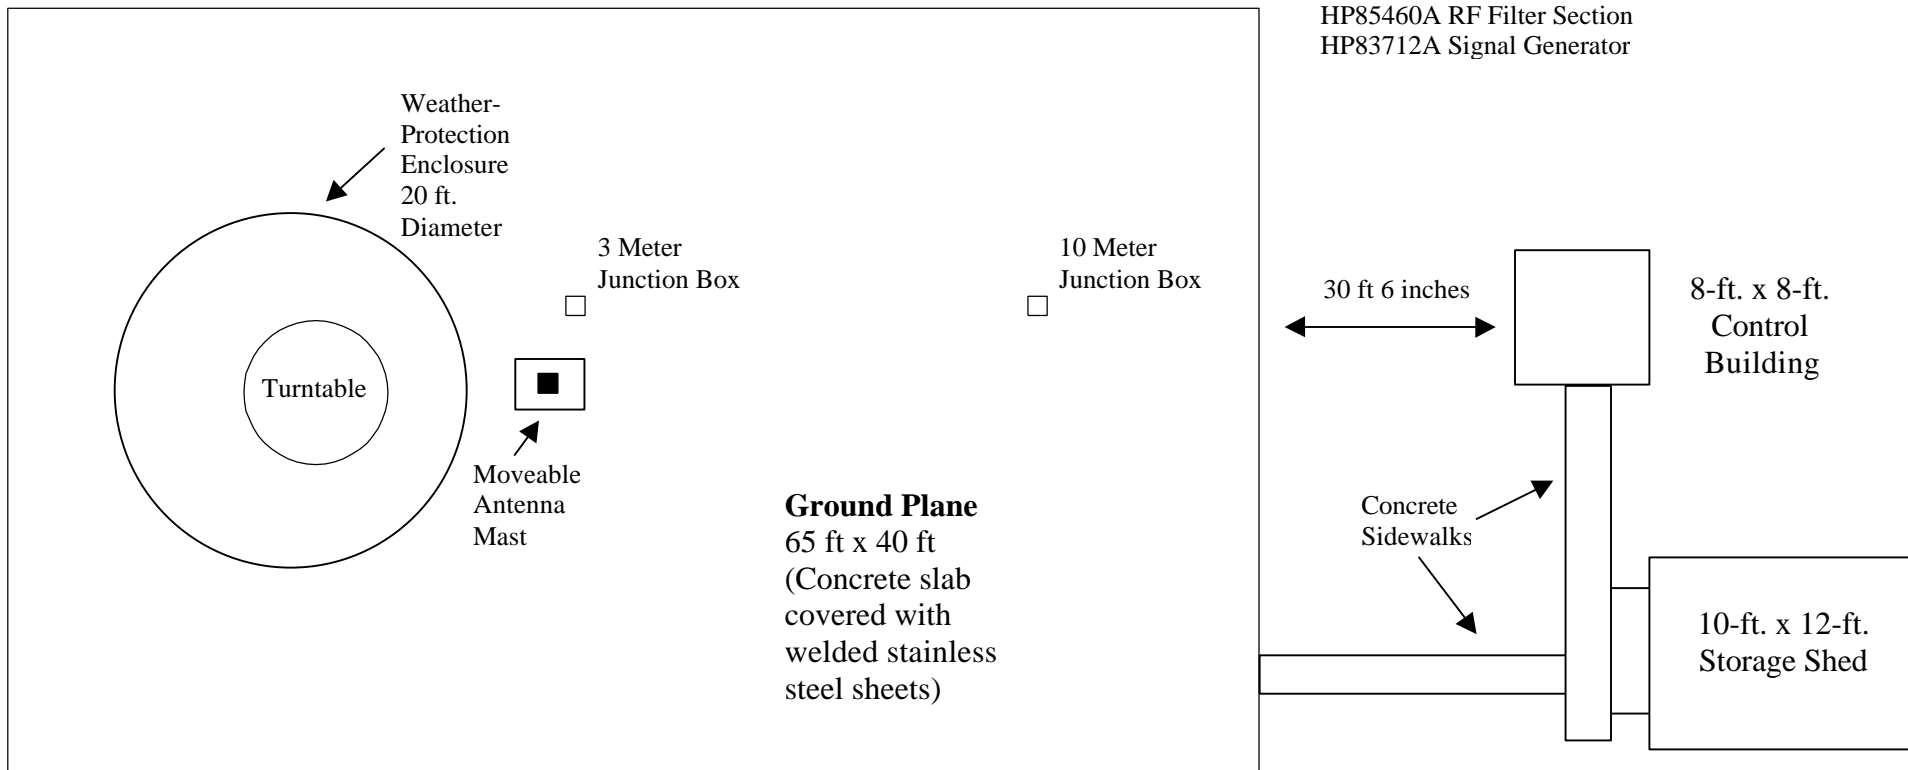 HP85460A RF Filter Section
HP83712A Signal Generator
Weather-
Protection
Enclosure
20 ft.
Diameter
3 Meter
Junction Box
10 Meter
Junction Box
30 ft 6 inches
8-ft. x 8-ft.
Control
Building
Turntable
Moveable
Antenna
Mast
Ground Plane
65 ft x 40 ft
(Concrete slab
covered with
welded stainless
steel sheets)
Concrete
Sidewalks
10-ft. x 12-ft.
Storage Shed